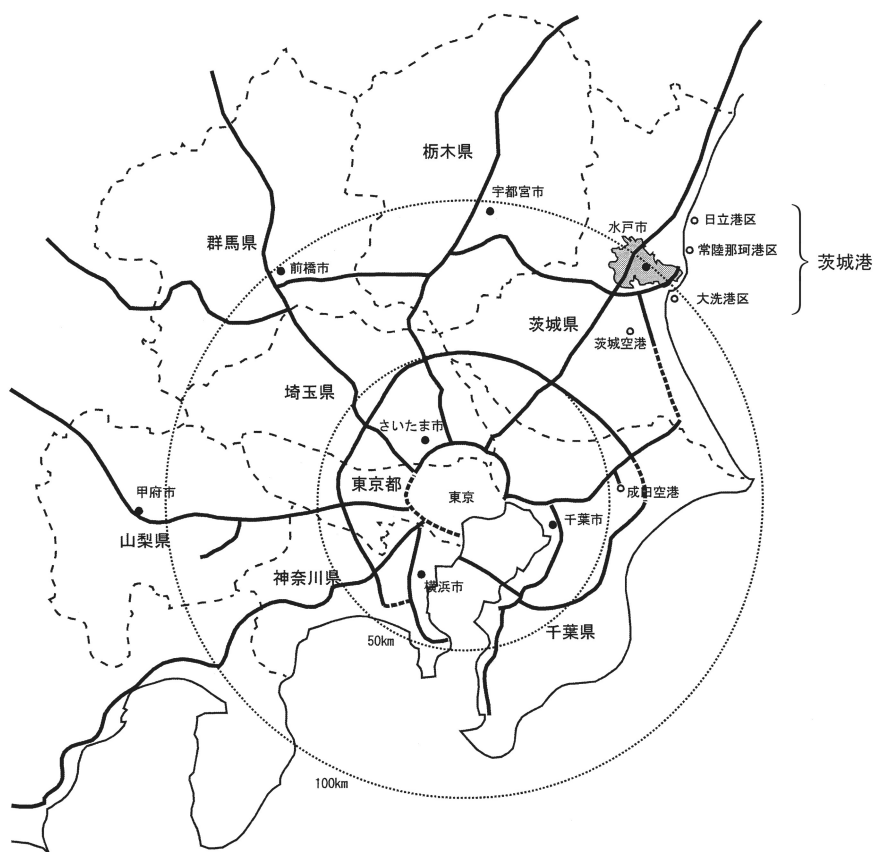 栃木県
宇都宮市
水戸市
日立港区
群馬県
常陸那珂港区
茨城港
前橋市
大洗港区
茨城県
茨城空港
埼玉県
さいたま市
東京都
甲府市
東京
成田空港
千葉市
山梨県
神奈川県
横浜市
千葉県
50km
100km